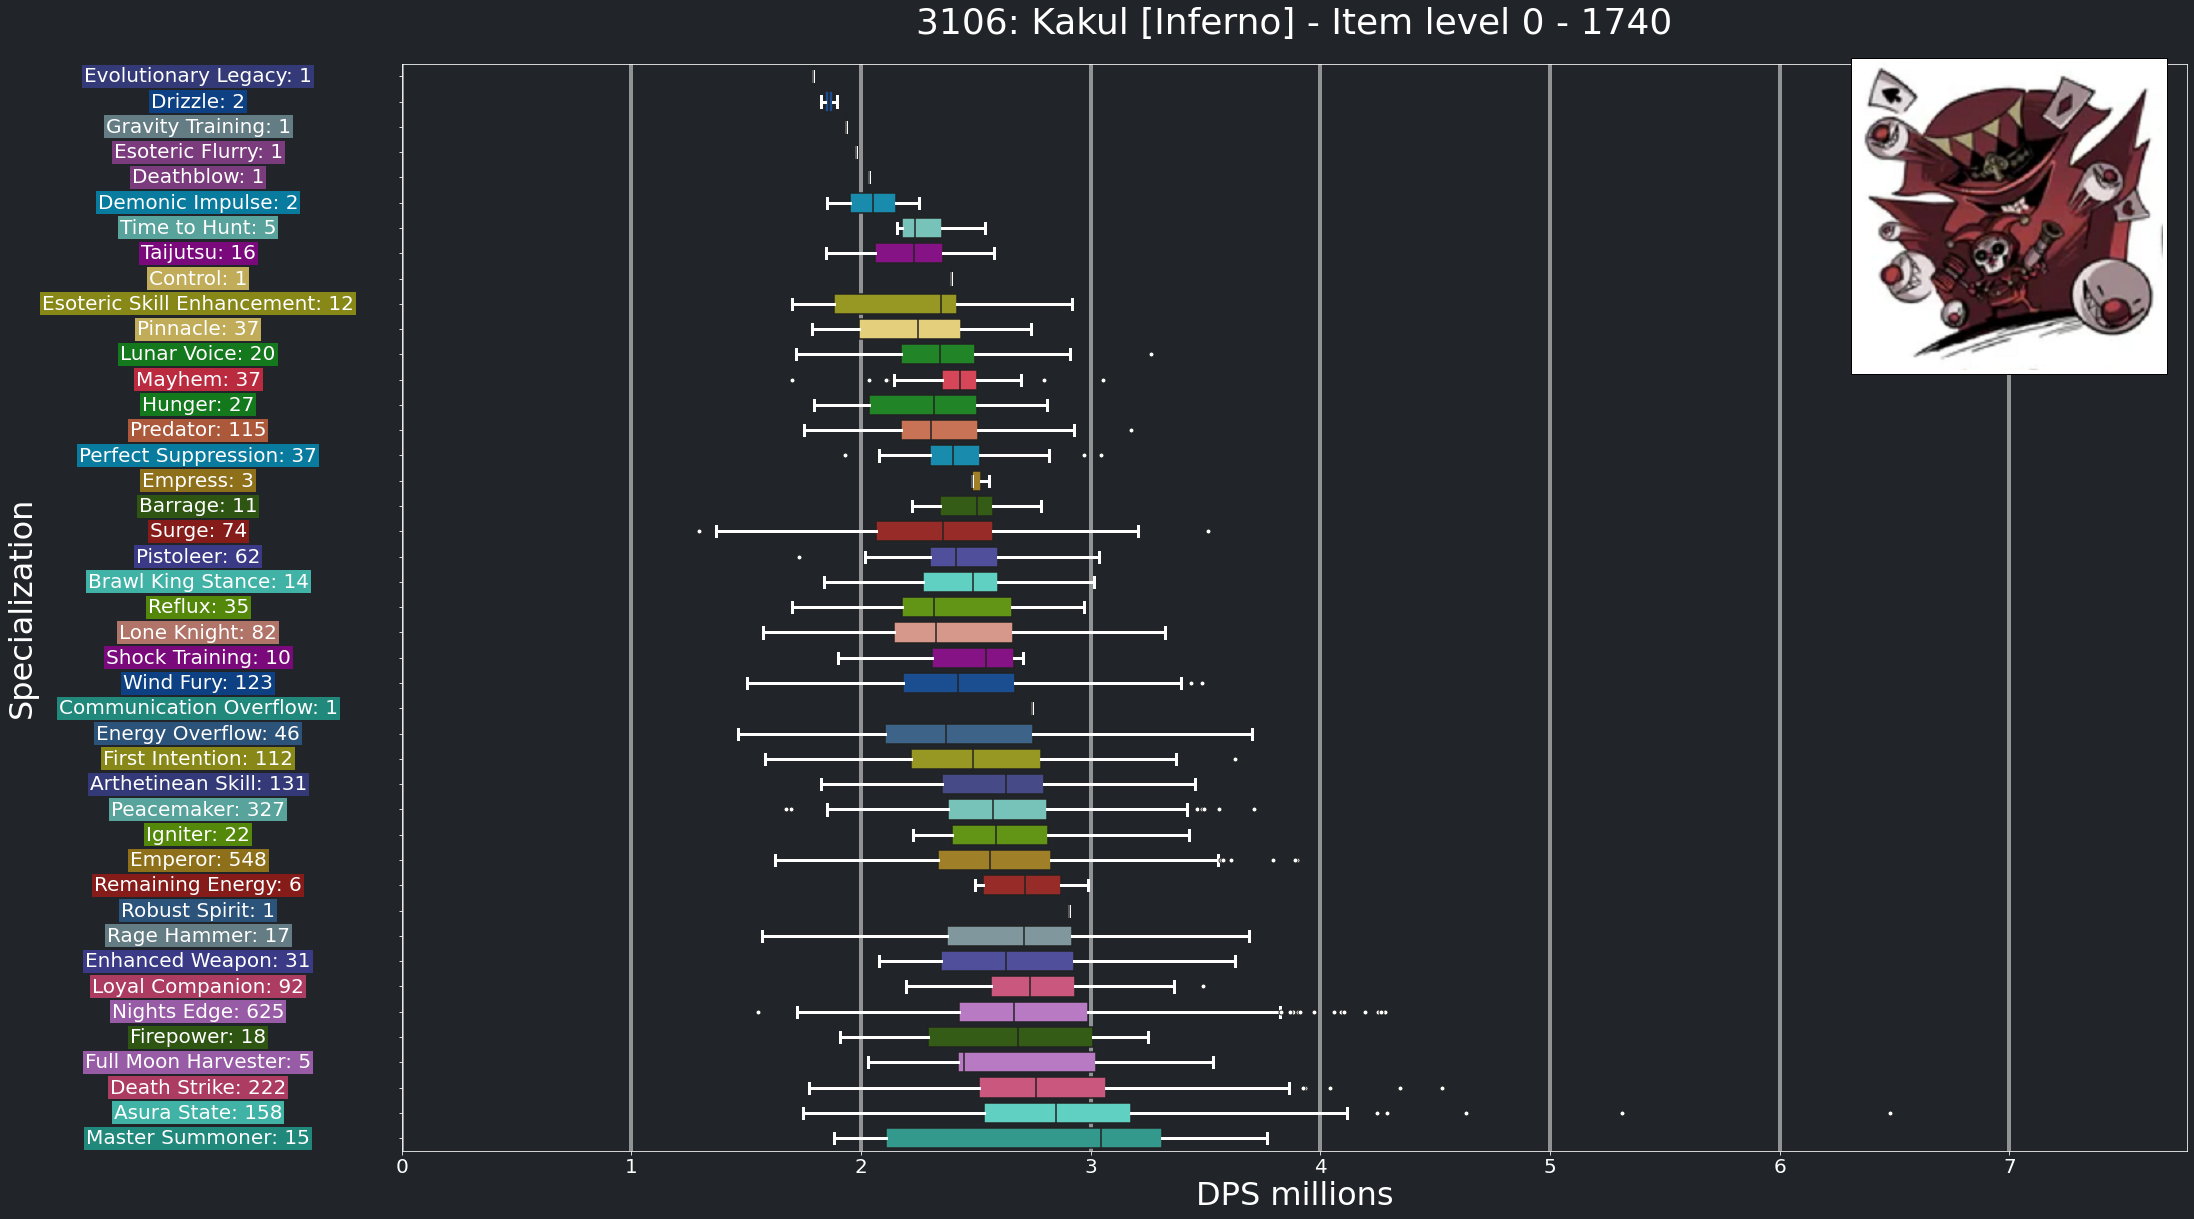 3106: Kakul [Inferno] - Item level 0 - 1740
Specialization
Evolutionary Legacy: 1
Drizzle: 2
Gravity Training: 1
Esoteric Flurry: 1
Deathblow: 1
Demonic Impulse: 2
Time to Hunt: 5
Taijutsu: 16
Control: 1
Esoteric Skill Enhancement: 12
Pinnacle: 37
Lunar Voice: 20
Mayhem: 37
Hunger: 27
Predator: 115
Perfect Suppression: 37
Empress: 3
Barrage: 11
Surge: 74
Pistoleer: 62
Brawl King Stance: 14
Reflux: 35
Lone Knight: 82
Shock Training: 10
Wind Fury: 123
Communication Overflow: 1
Energy Overflow: 46
First Intention: 112
Arthetinean Skill: 131
Peacemaker: 327
Igniter: 22
Emperor: 548
Remaining Energy: 6
Robust Spirit: 1
Rage Hammer: 17
Enhanced Weapon: 31
Loyal Companion: 92
Nights Edge: 625
Firepower: 18
Full Moon Harvester: 5
Death Strike: 222
Asura State: 158
Master Summoner: 15
0 1 2 3 4 5 6 7
DPS millions